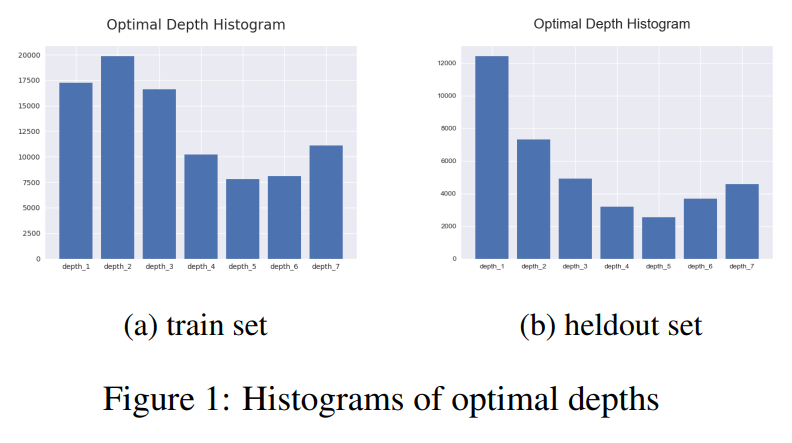 Optimal Depth Histogram
20000
17500
15000
12500
10000
7500
5000
2500
0
depth_1 depth_2 depth_3 depth_4 depth_5 depth_6 depth_7
(a) train set
Optimal Depth Histogram
12000
10000
8000
6000
4000
2000
0
depth_1 depth_2 depth_3 depth_4 depth_5 depth_6 depth_7
(b) heldout set
Figure 1: Histograms of optimal depths